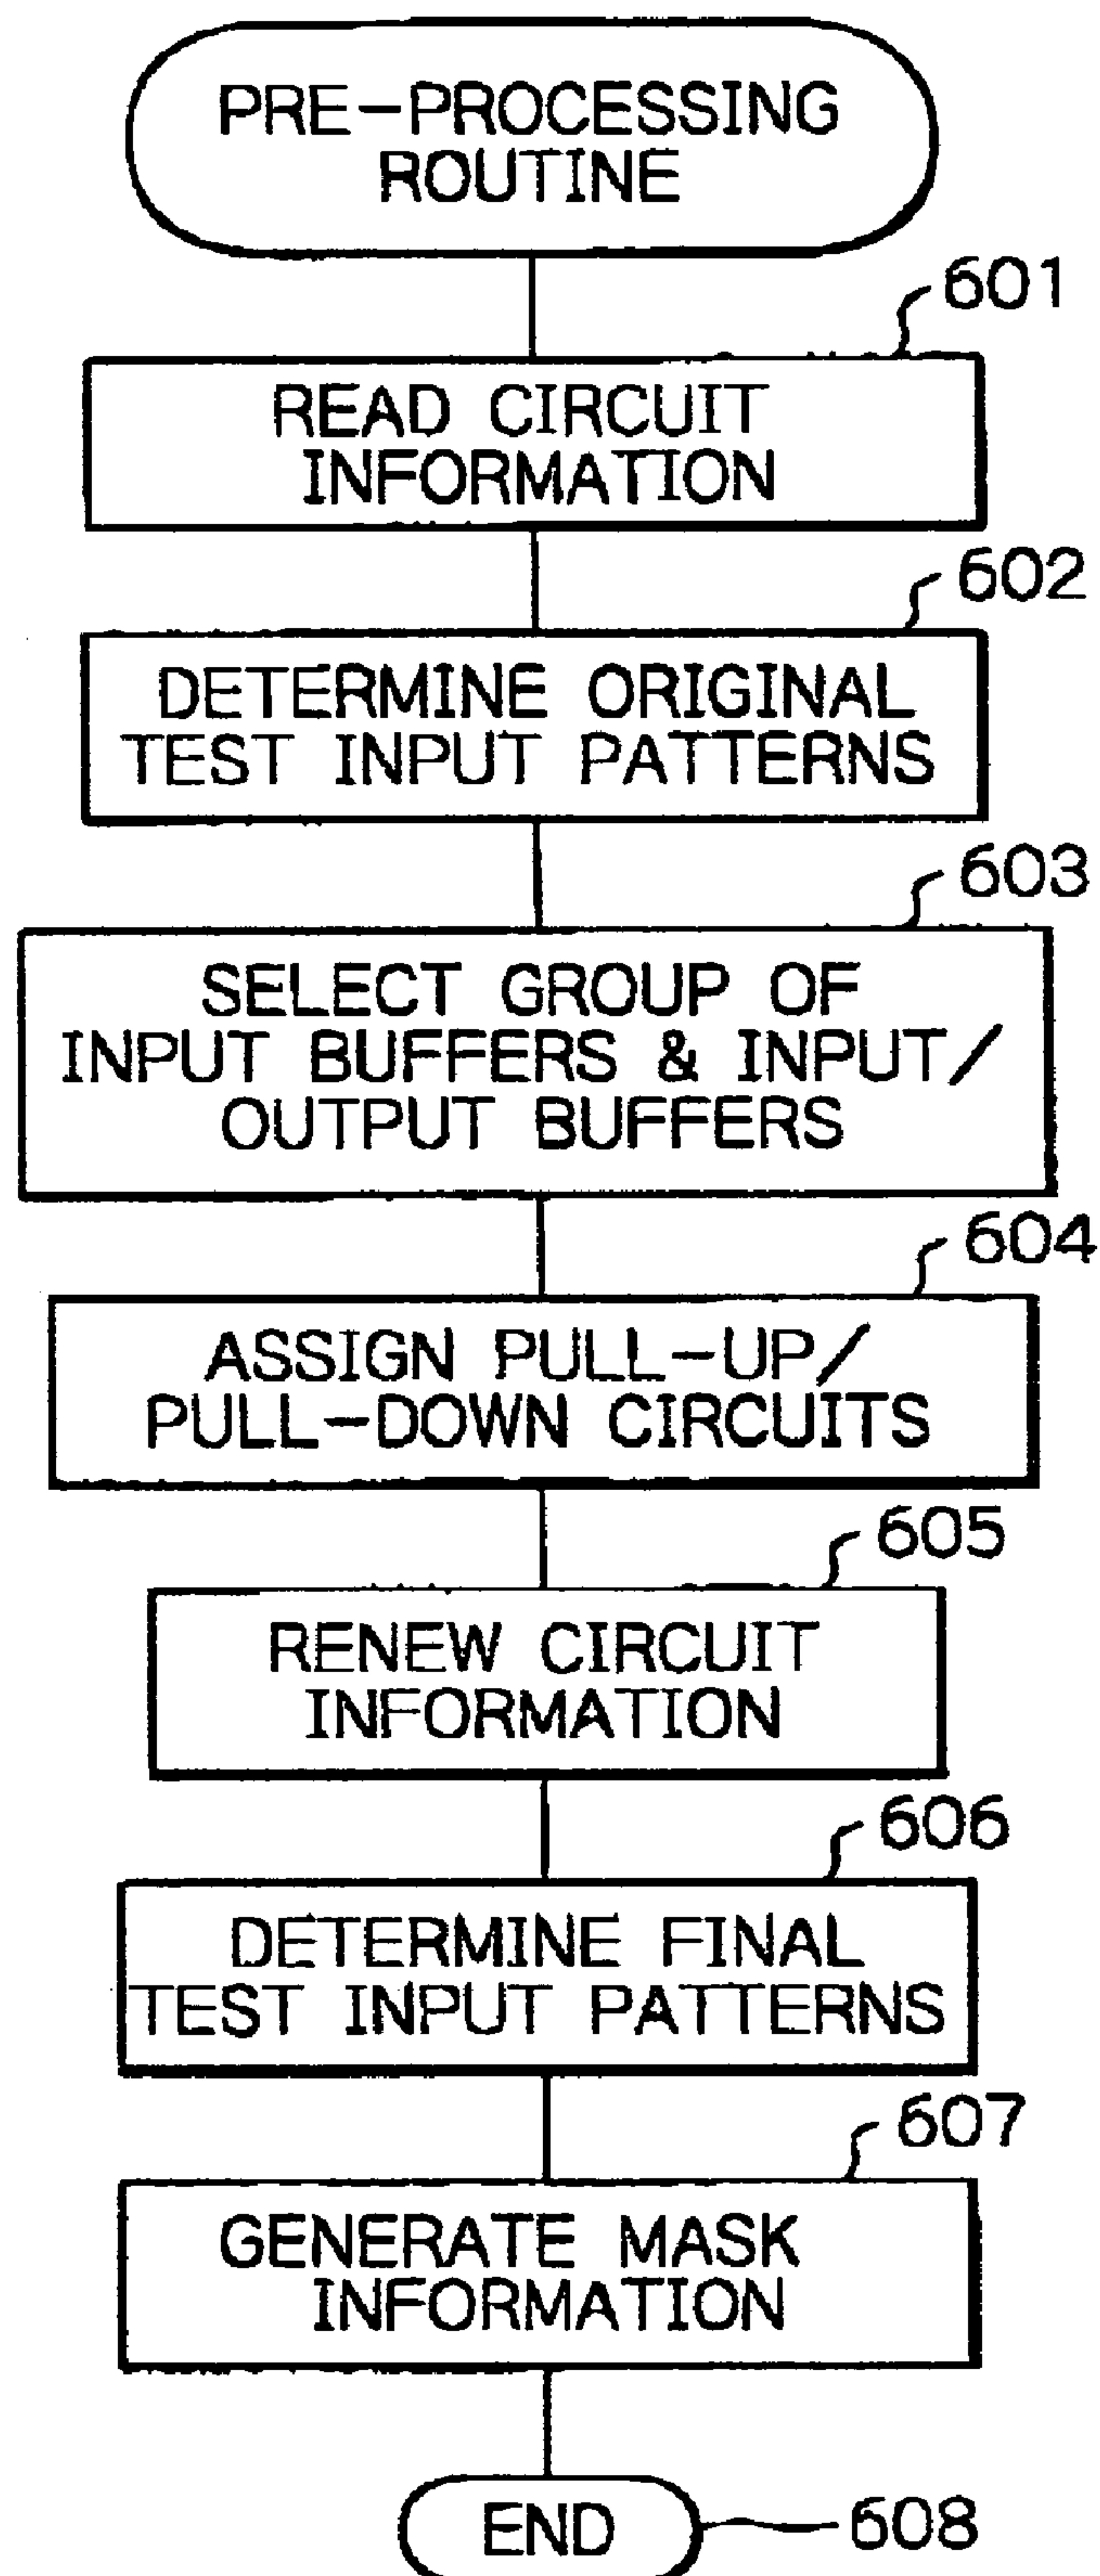 PRE-PROCESSING
ROUTINE
601
READ CIRCUIT
INFORMATION
602
DETERMINE ORIGINAL
TEST INPUT PATTERNS
603
SELECT GROUP OF
INPUT BUFFERS & INPUT/
OUTPUT BUFFERS
604
ASSIGN PULL-UP/
PULL-DOWN CIRCUITS
605
RENEW CIRCUIT
INFORMATION
606
DETERMINE FINAL
TEST INPUT PATTERNS
607
GENERATE MASK
INFORMATION
END 608